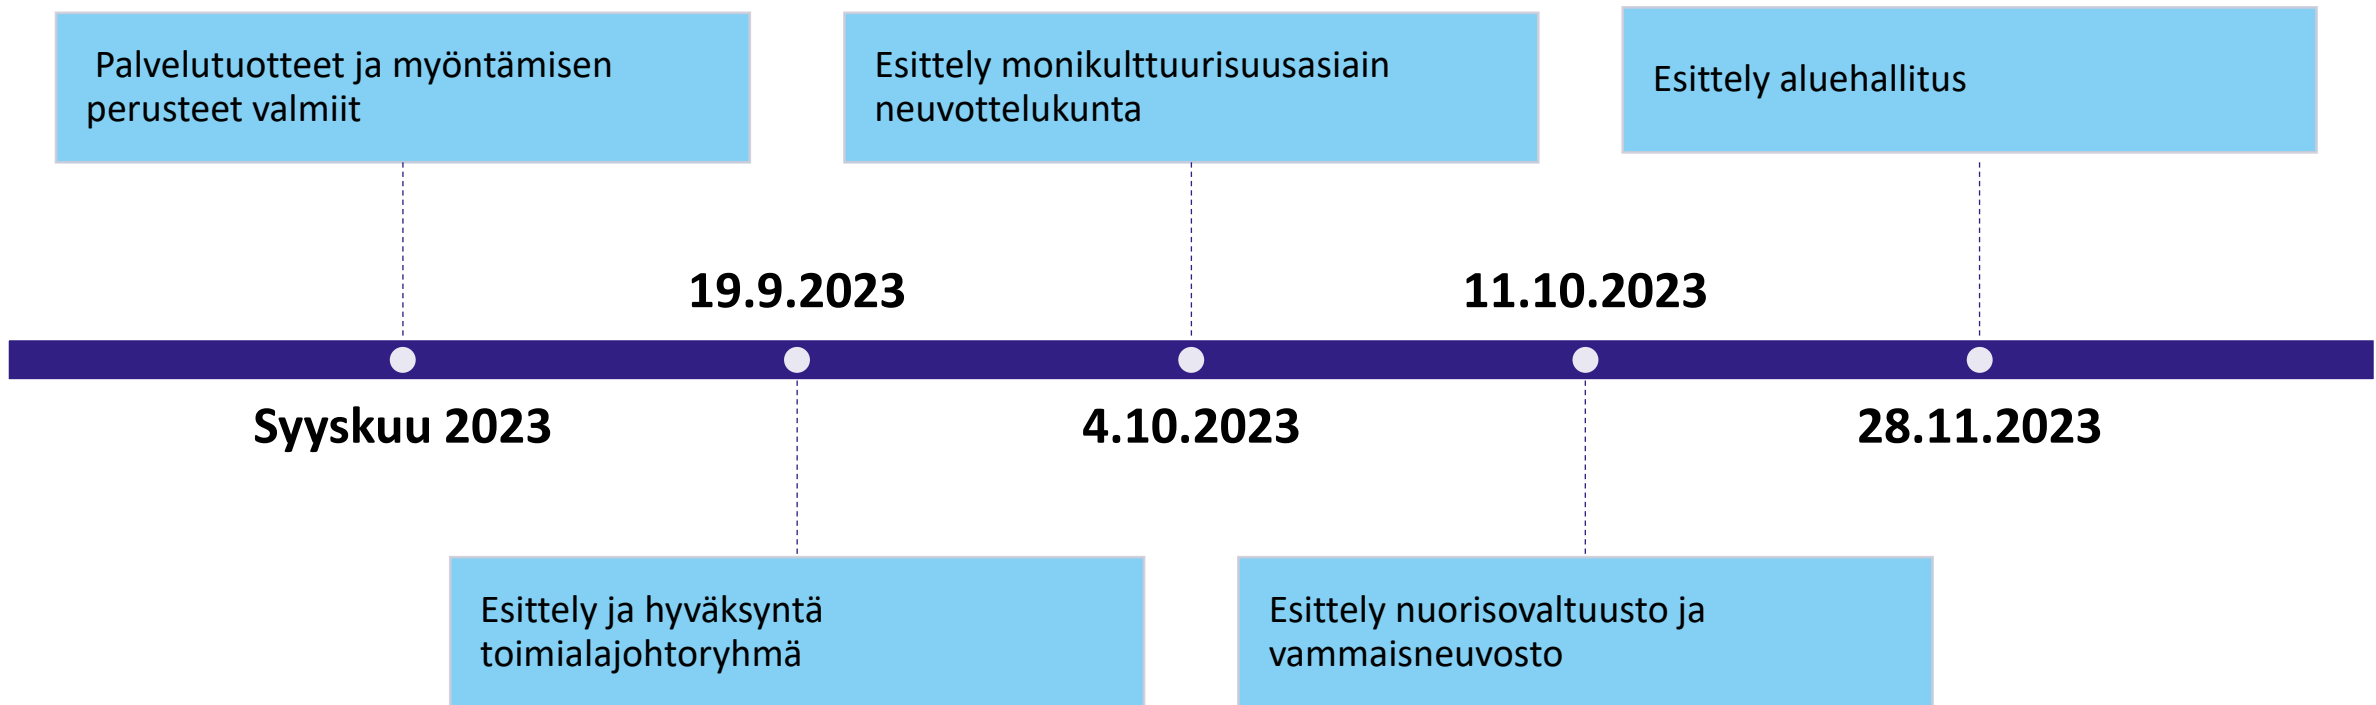 Palvelutuotteet ja myöntämisen
perusteet valmiit
Esittely monikulttuurisuusasiain
neuvottelukunta
Esittely aluehallitus
19.9.2023
11.10.2023
Syyskuu 2023
4.10.2023
28.11.2023
Esittely ja hyväksyntä
toimialajohtoryhmä
Esittely nuorisovaltuusto ja
vammaisneuvosto